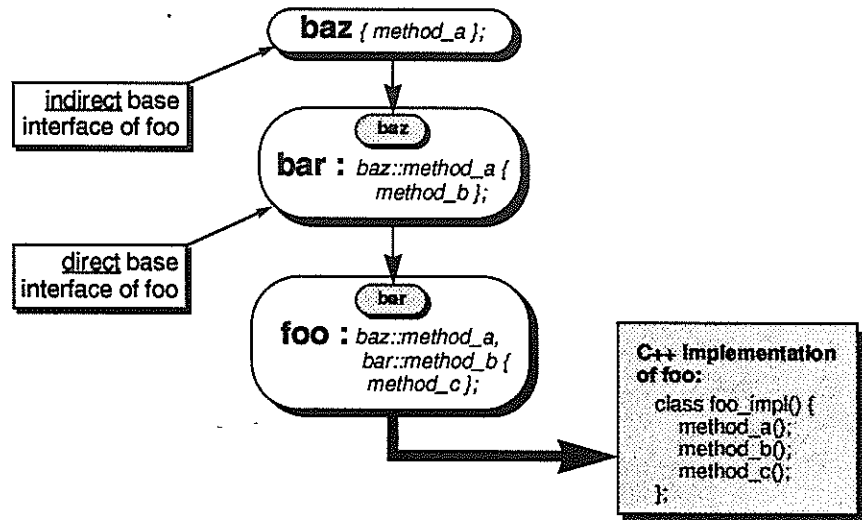 baz { method_a };
indirect base
interface of foo
baz
bar : baz::method_a {
method_b };
direct base
interface of foo
bar
foo : baz::method_a,
bar::method_b {
method_c };
C++ Implementation
of foo:
class foo_impl() {
method_a();
method_b();
method_c();
};